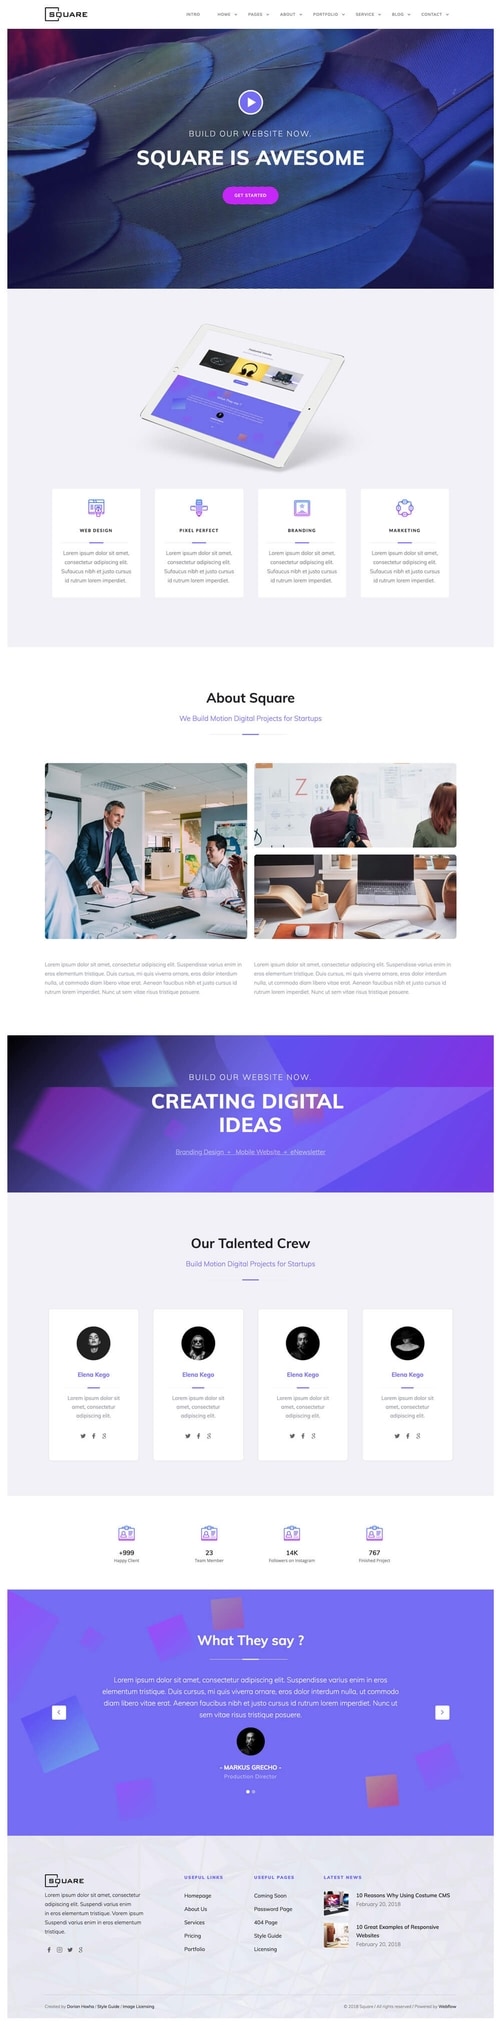 SQUARE
INTRO HOME PAGES ABOUT PORTFOLIO SERVICE BLOG CONTACT
BUILD OUR WEBSITE NOW.
SQUARE IS AWESOME
GET STARTED
WEB DESIGN
Lorem ipsum dolor sit amet,
consectetur adipiscing elit.
Sufaucus nibh et justo cursus
id rutrum lorem imperdiet.
PIXEL PERFECT
Lorem ipsum dolor sit amet,
consectetur adipiscing elit.
Sufaucus nibh et justo cursus
id rutrum lorem imperdiet.
BRANDING
Lorem ipsum dolor sit amet,
consectetur adipiscing elit.
Sufaucus nibh et justo cursus
id rutrum lorem imperdiet.
MARKETING
Lorem ipsum dolor sit amet,
consectetur adipiscing elit.
Sufaucus nibh et justo cursus
id rutrum lorem imperdiet.
About Square
We Build Motion Digital Projects for Startups
Lorem ipsum dolor sit amet, consectetur adipiscing elit. Suspendisse varius enim in
eros elementum tristique. Duis cursus, mi quis viverra ornare, eros dolor interdum
nulla, ut commodo diam libero vitae erat. Aenean faucibus nibh et justo cursus id
rutrum lorem imperdiet. Nunc ut sem vitae risus tristique posuere.
Lorem ipsum dolor sit amet, consectetur adipiscing elit. Suspendisse varius enim in
eros elementum tristique. Duis cursus, mi quis viverra ornare, eros dolor interdum
nulla, ut commodo diam libero vitae erat. Aenean faucibus nibh et justo cursus id
rutrum lorem imperdiet. Nunc ut sem vitae risus tristique posuere.
BUILD OUR WEBSITE NOW.
CREATING DIGITAL
IDEAS
Branding Design + Mobile Website + eNewsletter
Our Talented Crew
Build Motion Digital Projects for Startups
Elena Kego
Lorem ipsum dolor sit
amet, consectetur
adipiscing elit.
Elena Kego
Lorem ipsum dolor sit
amet, consectetur
adipiscing elit.
Elena Kego
Lorem ipsum dolor sit
amet, consectetur
adipiscing elit.
Elena Kego
Lorem ipsum dolor sit
amet, consectetur
adipiscing elit.
+999
Happy Client
23
Team Member
14K
Followers on Instagram
767
Finished Project
What They say ?
Lorem ipsum dolor sit amet, consectetur adipiscing elit. Suspendisse varius enim in eros
elementum tristique. Duis cursus, mi quis viverra ornare, eros dolor interdum nulla, ut commodo
diam libero vitae erat. Aenean faucibus nibh et justo cursus id rutrum lorem imperdiet. Nunc ut
sem vitae risus tristique posuere.
- MARKUS GRECHO -
Production Director
SQUARE
Lorem ipsum dolor sit amet, consectetur
adipiscing elit. Suspendisse varius enim
in eros elementum tristique. Vorem ipsum
Suspendi varius enim in eros elementum
tristique.
USEFUL LINKS
Homepage
About Us
Services
Pricing
Portfolio
USEFUL PAGES
Coming Soon
Password Page
404 Page
Style Guide
Licensing
LATEST NEWS
10 Reasons Why Using Costume CMS
February 20, 2018
10 Great Examples of Responsive
Websites
February 20, 2018
Created by Dorian Hoxha / Style Guide / Image Licensing
© 2018 Square / All rights reserved / Powered by Webflow